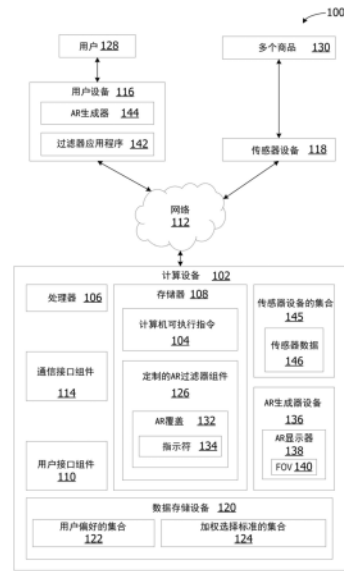 100
用户 128
多个商品 130
用户设备 116
AR生成器 144
过滤器应用程序 142
传感器设备 118
网络
112
计算设备 102
处理器 106
存储器 108
计算机可执行指令
104
传感器设备的集合
145
传感器数据
146
通信接口组件
114
定制的AR过滤器组件
126
AR覆盖 132
指示符 134
AR生成器设备
136
AR显示器
138
FOV 140
用户接口组件
110
数据存储设备 120
用户偏好的集合
122
加权选择标准的集合
124